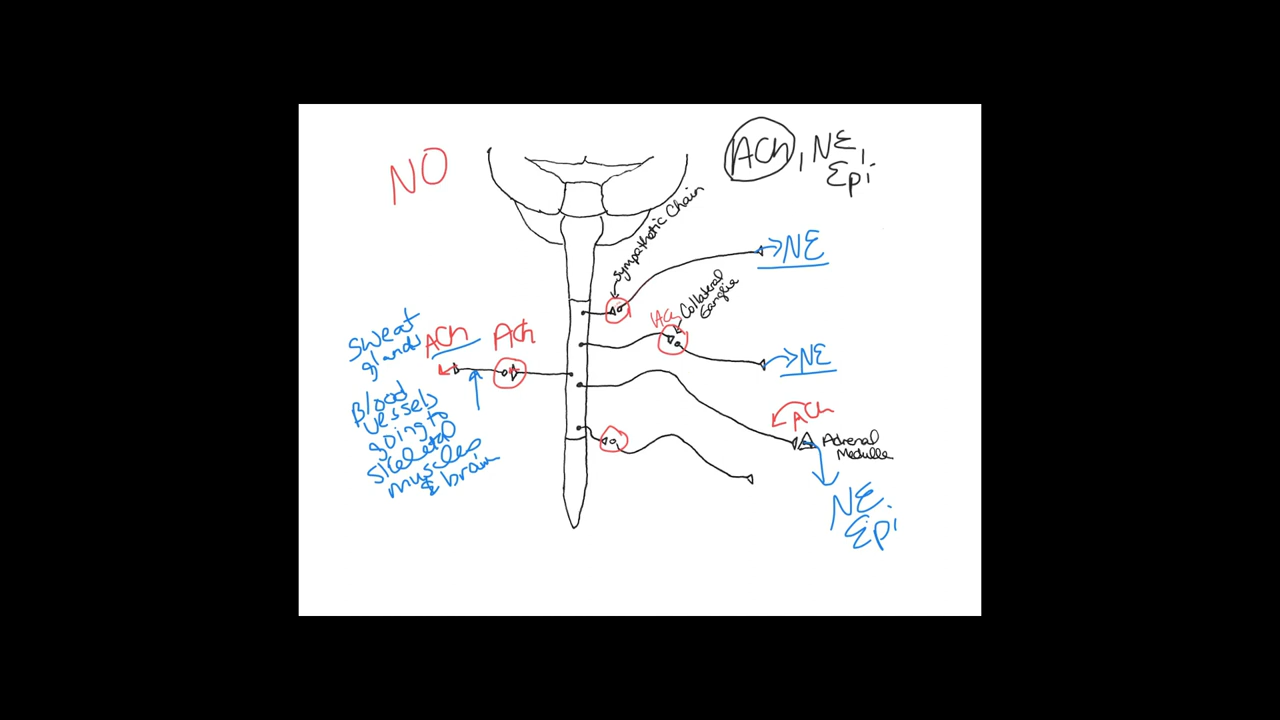 NO
ACh, NE,
Epi
Sympathetic Chain
→NE
Collateral
Ganglia
ACh
→NE
Sweat
glands
ACh
ACh
Blood
vessels
going to
skeletal
muscles
& brain
ACh
Adrenal
Medulla
NE.
Epi